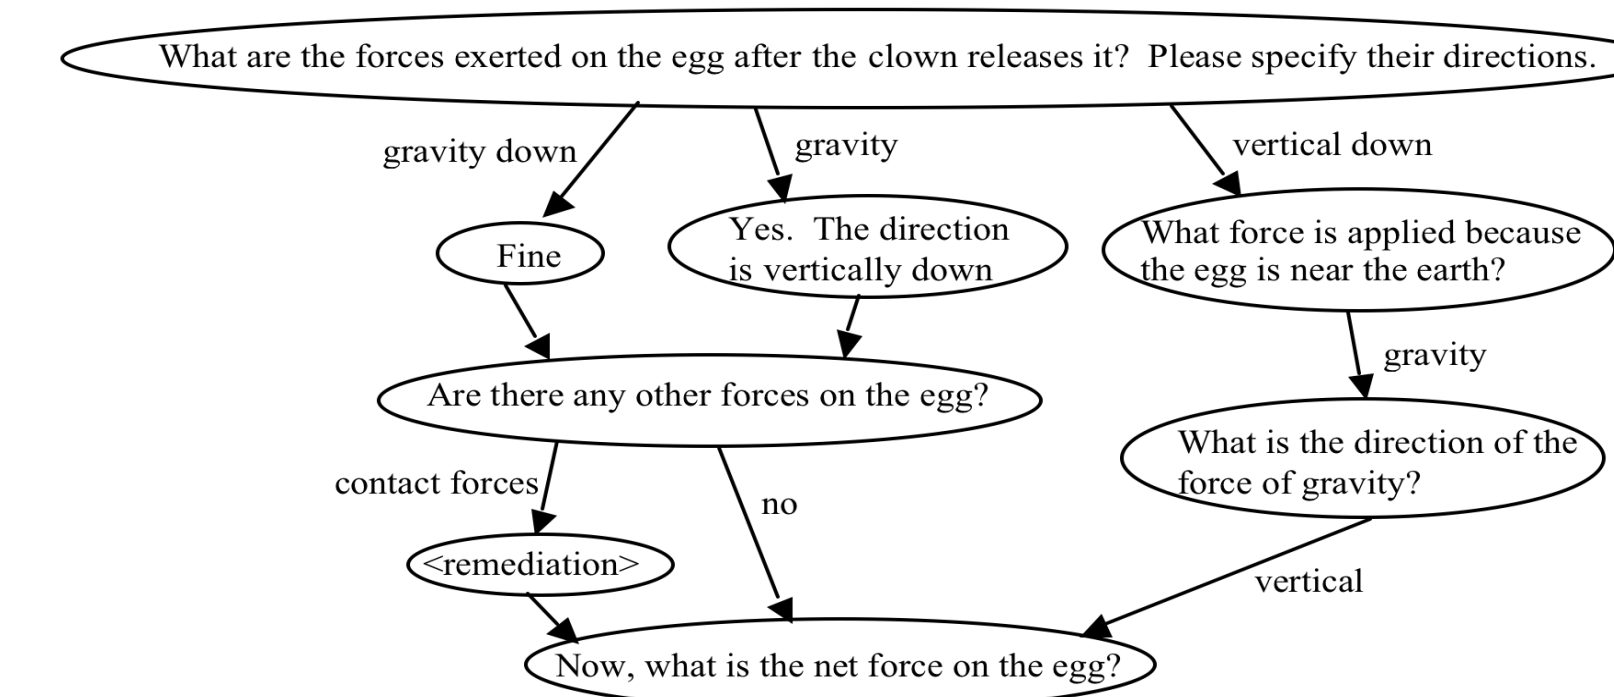 What are the forces exerted on the egg after the clown releases it?  Please specify their directions.
gravity down
gravity
vertical down
Fine
Yes.  The direction
is vertically down
What force is applied because
the egg is near the earth?
gravity
Are there any other forces on the egg?
What is the direction of the
force of gravity?
contact forces
no
<remediation>
vertical
Now, what is the net force on the egg?